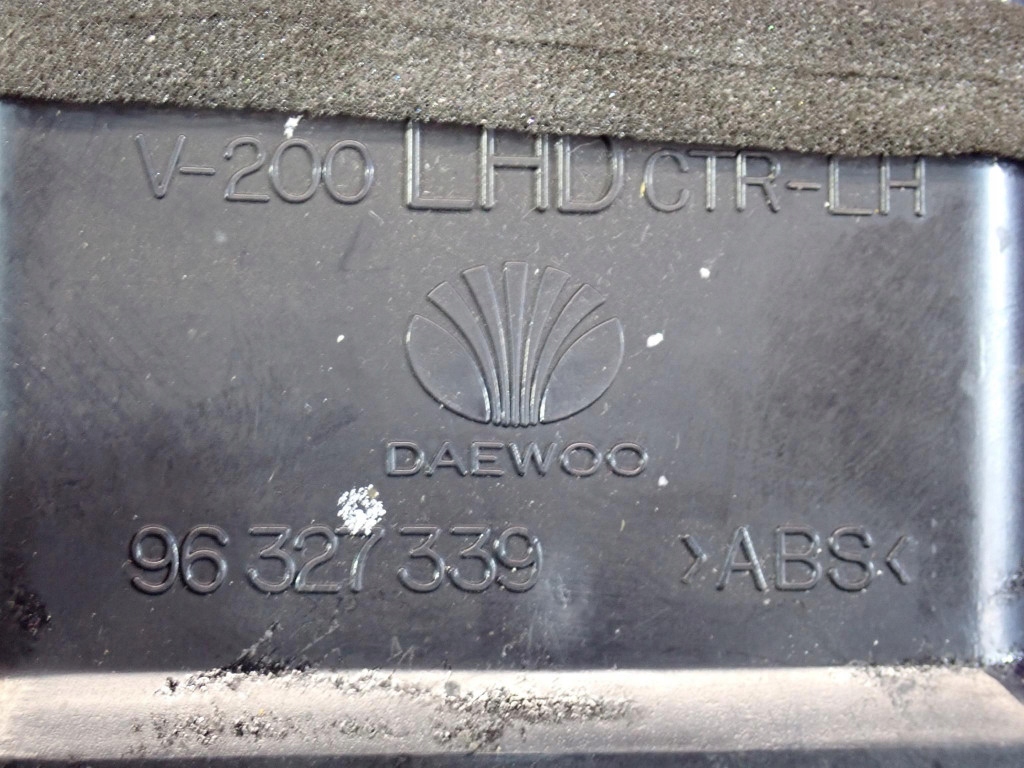 V-200 LHD CTR-LH
DAEWOO
96 327 339 >ABS<